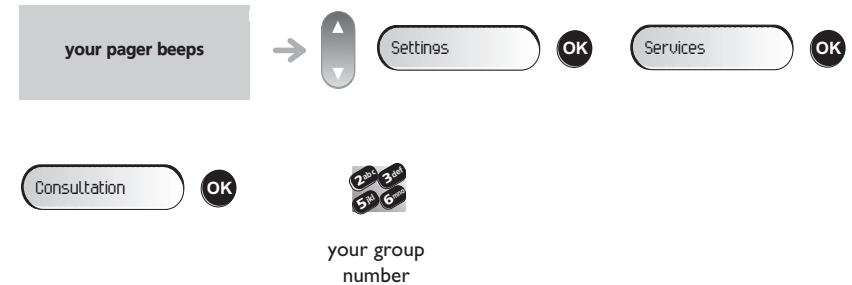 your pager beeps
Settings
OK
Services
OK
Consultation
OK
2abc 3def
5jkl 6mno
your group
number